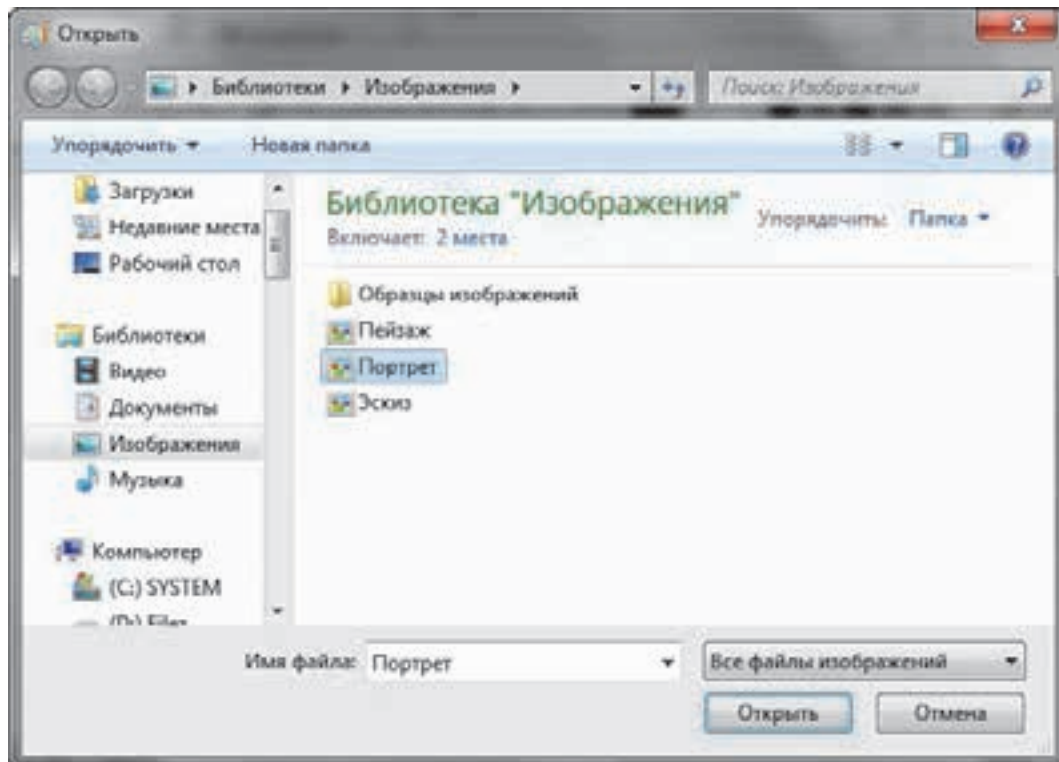 Открыть
Библиотеки Изображения
Поиск: Изображения
Упорядочить Новая папка
Загрузки
Недавние места
Рабочий стол
Библиотеки
Видео
Документы
Изображения
Музыка
Компьютер
(C:) SYSTEM
(D:) Files
Библиотека "Изображения"
Включает: 2 места
Упорядочить: Папка
Образцы изображений
Пейзаж
Портрет
Эскиз
Имя файла: Портрет
Все файлы изображений
Открыть Отмена